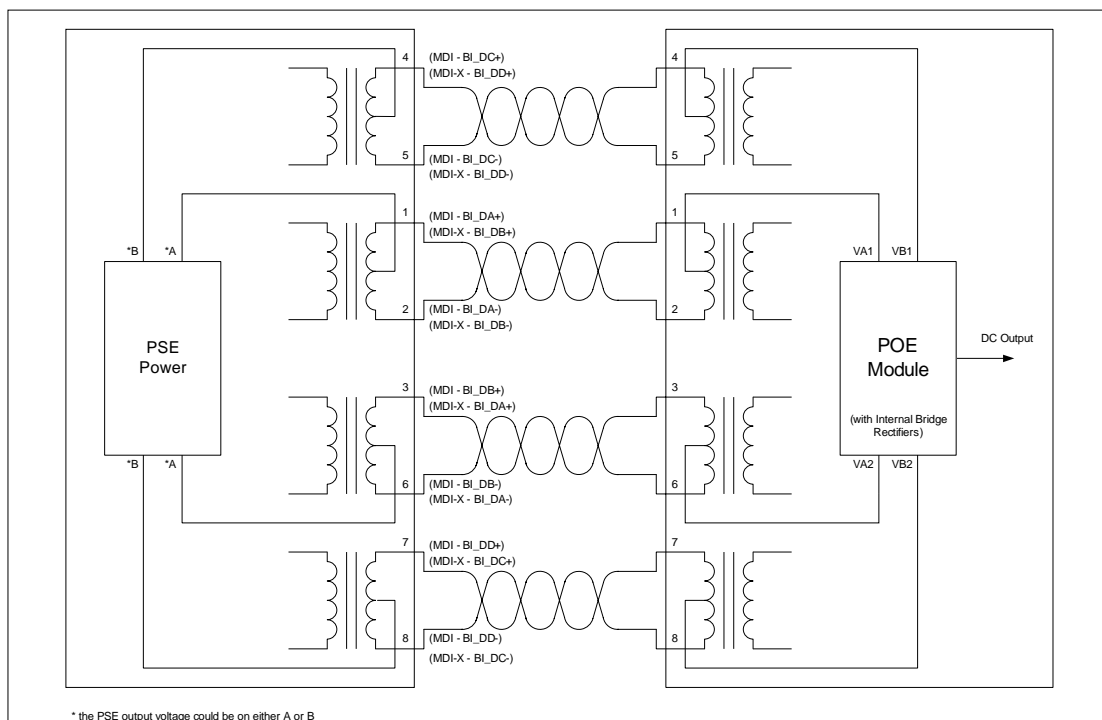 4
(MDI - BI_DC+)
(MDI-X - BI_DD+)
4
5
(MDI - BI_DC-)
(MDI-X - BI_DD-)
5
1
(MDI - BI_DA+)
(MDI-X - BI_DB+)
1
*B *A
VA1 VB1
2
(MDI - BI_DA-)
(MDI-X - BI_DB-)
2
PSE
Power
POE
Module
(with Internal Bridge
Rectifiers)
DC Output
3
(MDI - BI_DB+)
(MDI-X - BI_DA+)
3
*B *A
VA2 VB2
6
(MDI - BI_DB-)
(MDI-X - BI_DA-)
6
7
(MDI - BI_DD+)
(MDI-X - BI_DC+)
7
8
(MDI - BI_DD-)
(MDI-X - BI_DC-)
8
* the PSE output voltage could be on either A or B